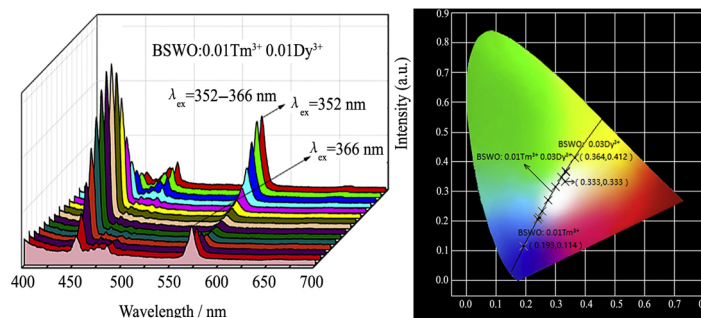 BSWO:0.01Tm³⁺ 0.01Dy³⁺
λex=352–366 nm
λex=352 nm
λex=366 nm
Intensity (a.u.)
400 450 500 550 600 650 700
Wavelength / nm
0.9
0.8
0.7
0.6
0.5
0.4
0.3
0.2
0.1
0.0
BSWO: 0.03Dy³⁺
BSWO: 0.01Tm³⁺ 0.03Dy³⁺
(0.364,0.412)
(0.333,0.333)
BSWO: 0.01Tm³⁺
(0.193,0.114)
0.0 0.1 0.2 0.3 0.4 0.5 0.6 0.7 0.8